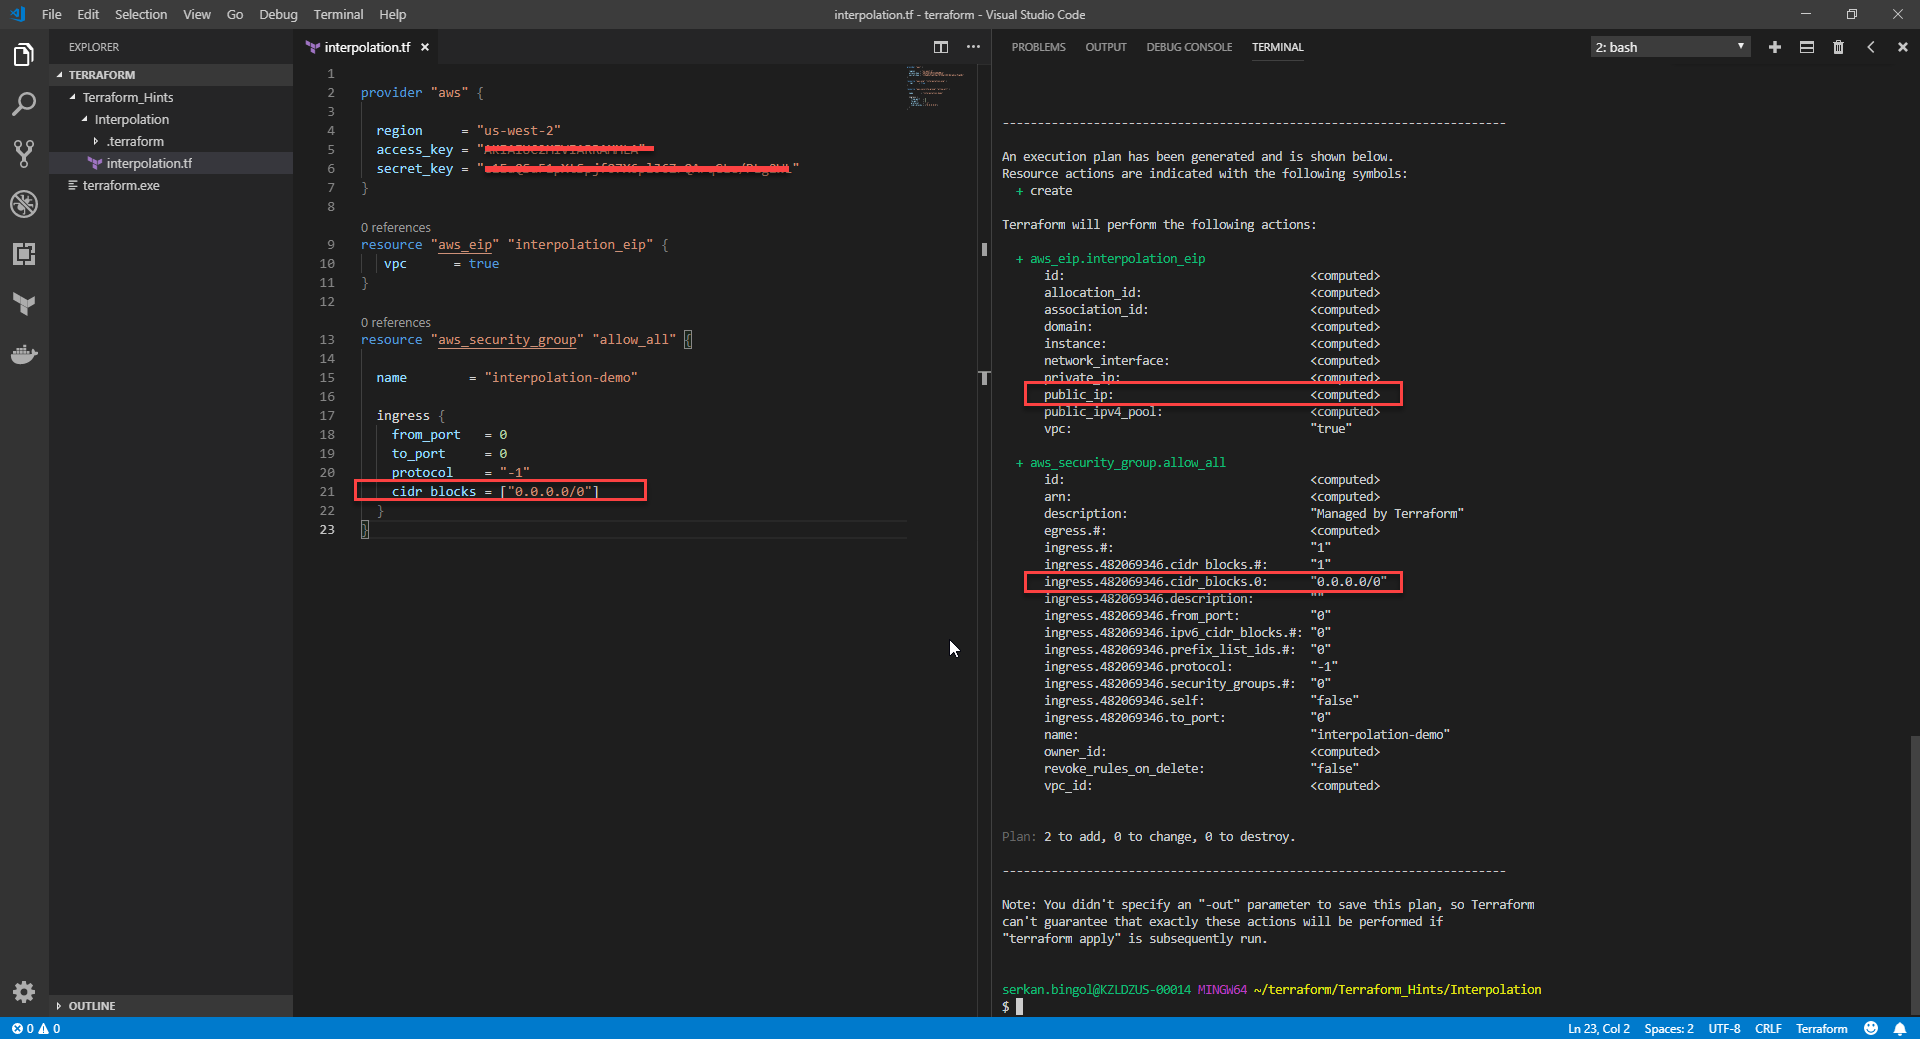 File Edit Selection View Go Debug Terminal Help
interpolation.tf - terraform - Visual Studio Code
EXPLORER
TERRAFORM
Terraform_Hints
Interpolation
.terraform
interpolation.tf
terraform.exe
OUTLINE
interpolation.tf
1
2 provider "aws" {
3
4 region = "us-west-2"
5 access_key = "
6 secret_key = " "
7 }
8
0 references
9 resource "aws_eip" "interpolation_eip" {
10 vpc = true
11 }
12
0 references
13 resource "aws_security_group" "allow_all" {
14
15 name = "interpolation-demo"
16
17 ingress {
18 from_port = 0
19 to_port = 0
20 protocol = "-1"
21 cidr_blocks = ["0.0.0.0/0"]
22 }
23 }
PROBLEMS OUTPUT DEBUG CONSOLE TERMINAL
2: bash
------------------------------------------------------------------------
An execution plan has been generated and is shown below.
Resource actions are indicated with the following symbols:
+ create
Terraform will perform the following actions:
+ aws_eip.interpolation_eip
id: <computed>
allocation_id: <computed>
association_id: <computed>
domain: <computed>
instance: <computed>
network_interface: <computed>
private_ip: <computed>
public_ip: <computed>
public_ipv4_pool: <computed>
vpc: "true"
+ aws_security_group.allow_all
id: <computed>
arn: <computed>
description: "Managed by Terraform"
egress.#: <computed>
ingress.#: "1"
ingress.482069346.cidr_blocks.#: "1"
ingress.482069346.cidr_blocks.0: "0.0.0.0/0"
ingress.482069346.description: ""
ingress.482069346.from_port: "0"
ingress.482069346.ipv6_cidr_blocks.#: "0"
ingress.482069346.prefix_list_ids.#: "0"
ingress.482069346.protocol: "-1"
ingress.482069346.security_groups.#: "0"
ingress.482069346.self: "false"
ingress.482069346.to_port: "0"
name: "interpolation-demo"
owner_id: <computed>
revoke_rules_on_delete: "false"
vpc_id: <computed>
Plan: 2 to add, 0 to change, 0 to destroy.
------------------------------------------------------------------------
Note: You didn't specify an "-out" parameter to save this plan, so Terraform
can't guarantee that exactly these actions will be performed if
"terraform apply" is subsequently run.
serkan.bingol@KZLDZUS-00014 MINGW64 ~/terraform/Terraform_Hints/Interpolation
$
0 0
Ln 23, Col 2 Spaces: 2 UTF-8 CRLF Terraform